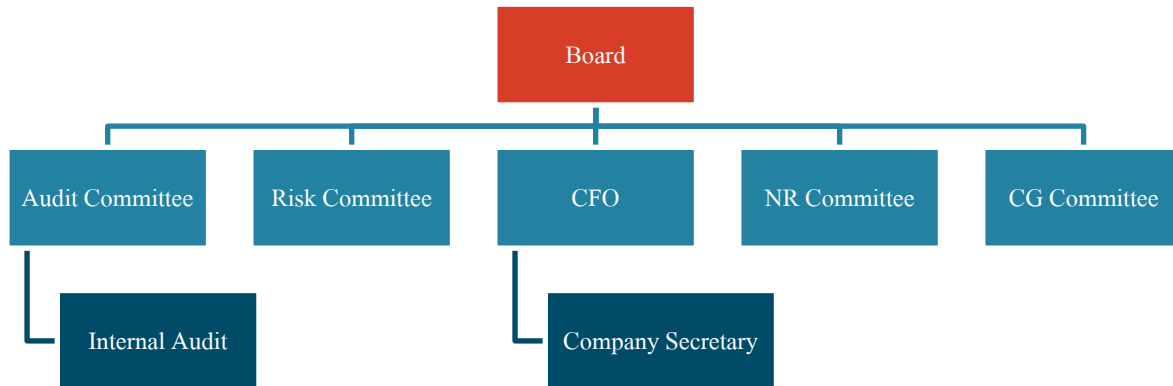 Board
Audit Committee
Risk Committee
CFO
NR Committee
CG Committee
Internal Audit
Company Secretary